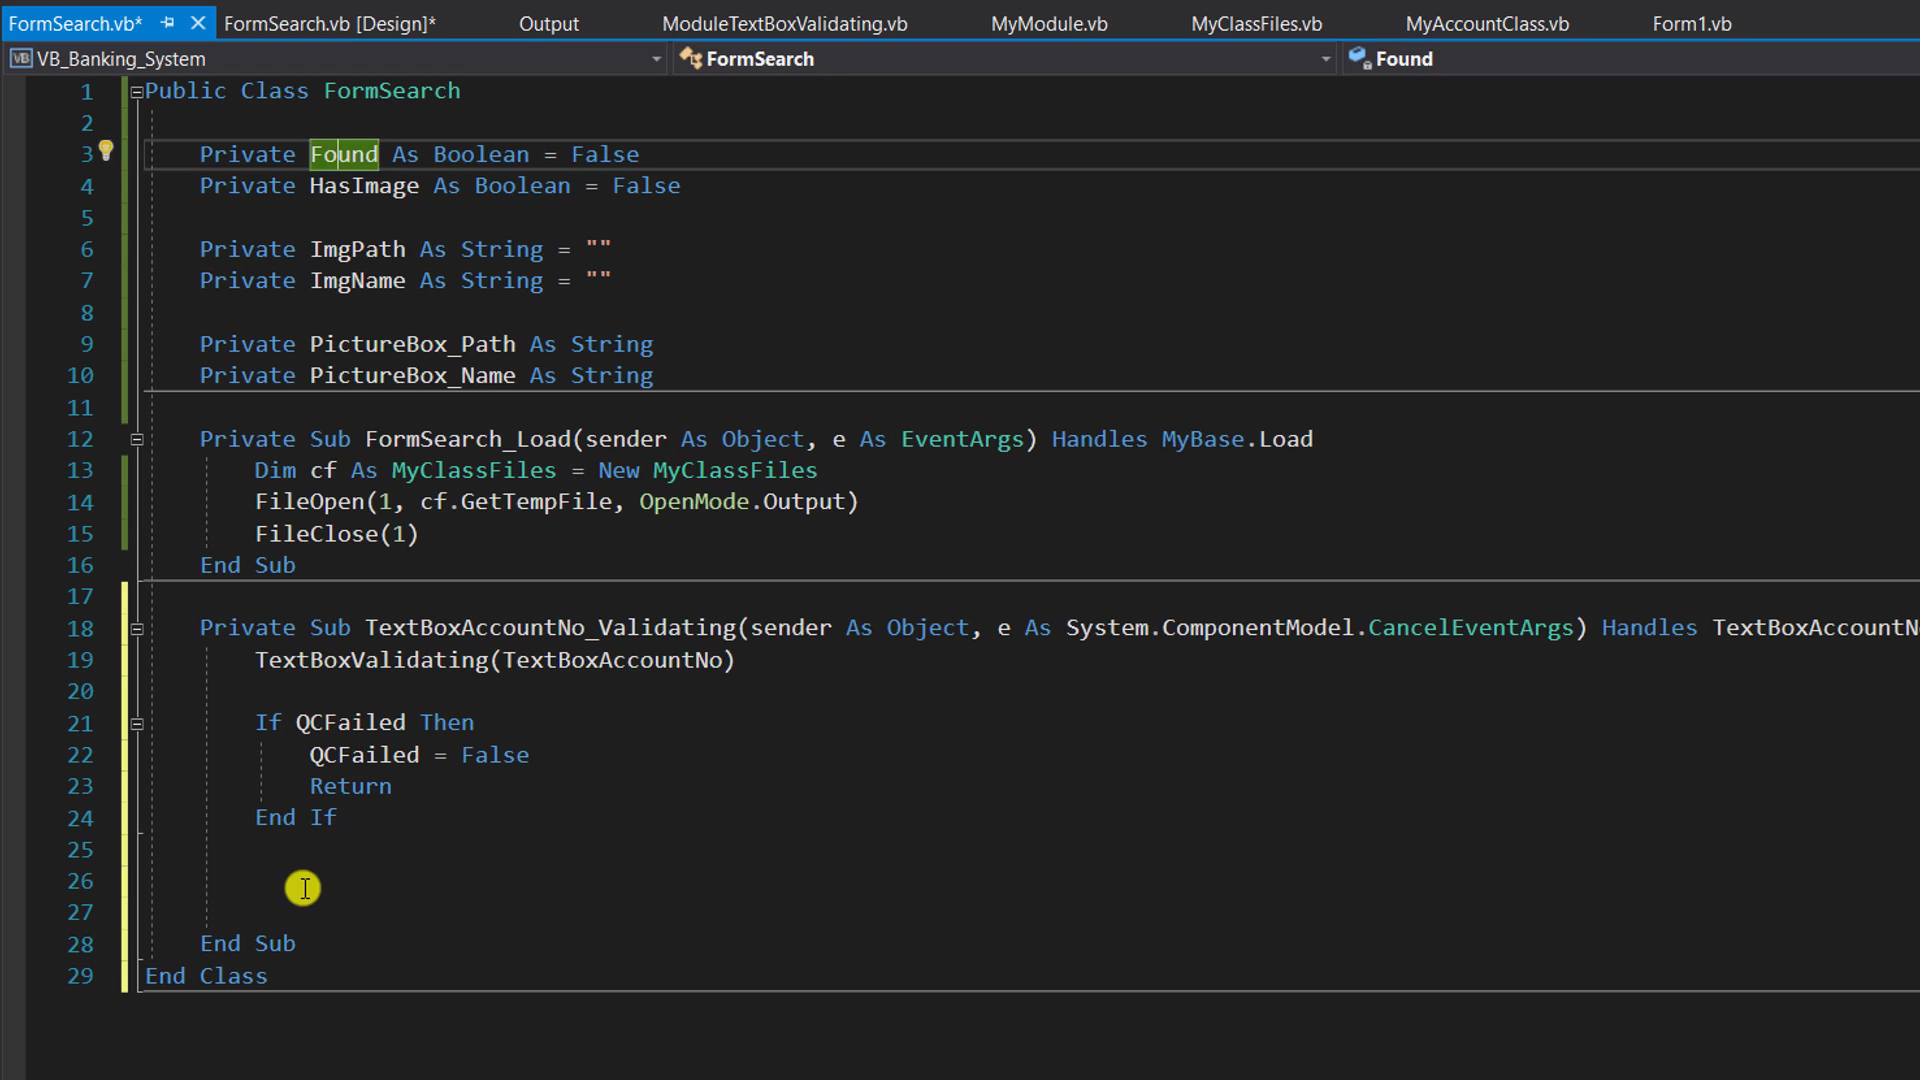 FormSearch.vb* FormSearch.vb [Design]* Output ModuleTextBoxValidating.vb MyModule.vb MyClassFiles.vb MyAccountClass.vb Form1.vb
VB VB_Banking_System FormSearch Found
1 Public Class FormSearch
2
3 Private Found As Boolean = False
4 Private HasImage As Boolean = False
5
6 Private ImgPath As String = ""
7 Private ImgName As String = ""
8
9 Private PictureBox_Path As String
10 Private PictureBox_Name As String
11
12 Private Sub FormSearch_Load(sender As Object, e As EventArgs) Handles MyBase.Load
13 Dim cf As MyClassFiles = New MyClassFiles
14 FileOpen(1, cf.GetTempFile, OpenMode.Output)
15 FileClose(1)
16 End Sub
17
18 Private Sub TextBoxAccountNo_Validating(sender As Object, e As System.ComponentModel.CancelEventArgs) Handles TextBoxAccountN
19 TextBoxValidating(TextBoxAccountNo)
20
21 If QCFailed Then
22 QCFailed = False
23 Return
24 End If
25
26
27
28 End Sub
29 End Class